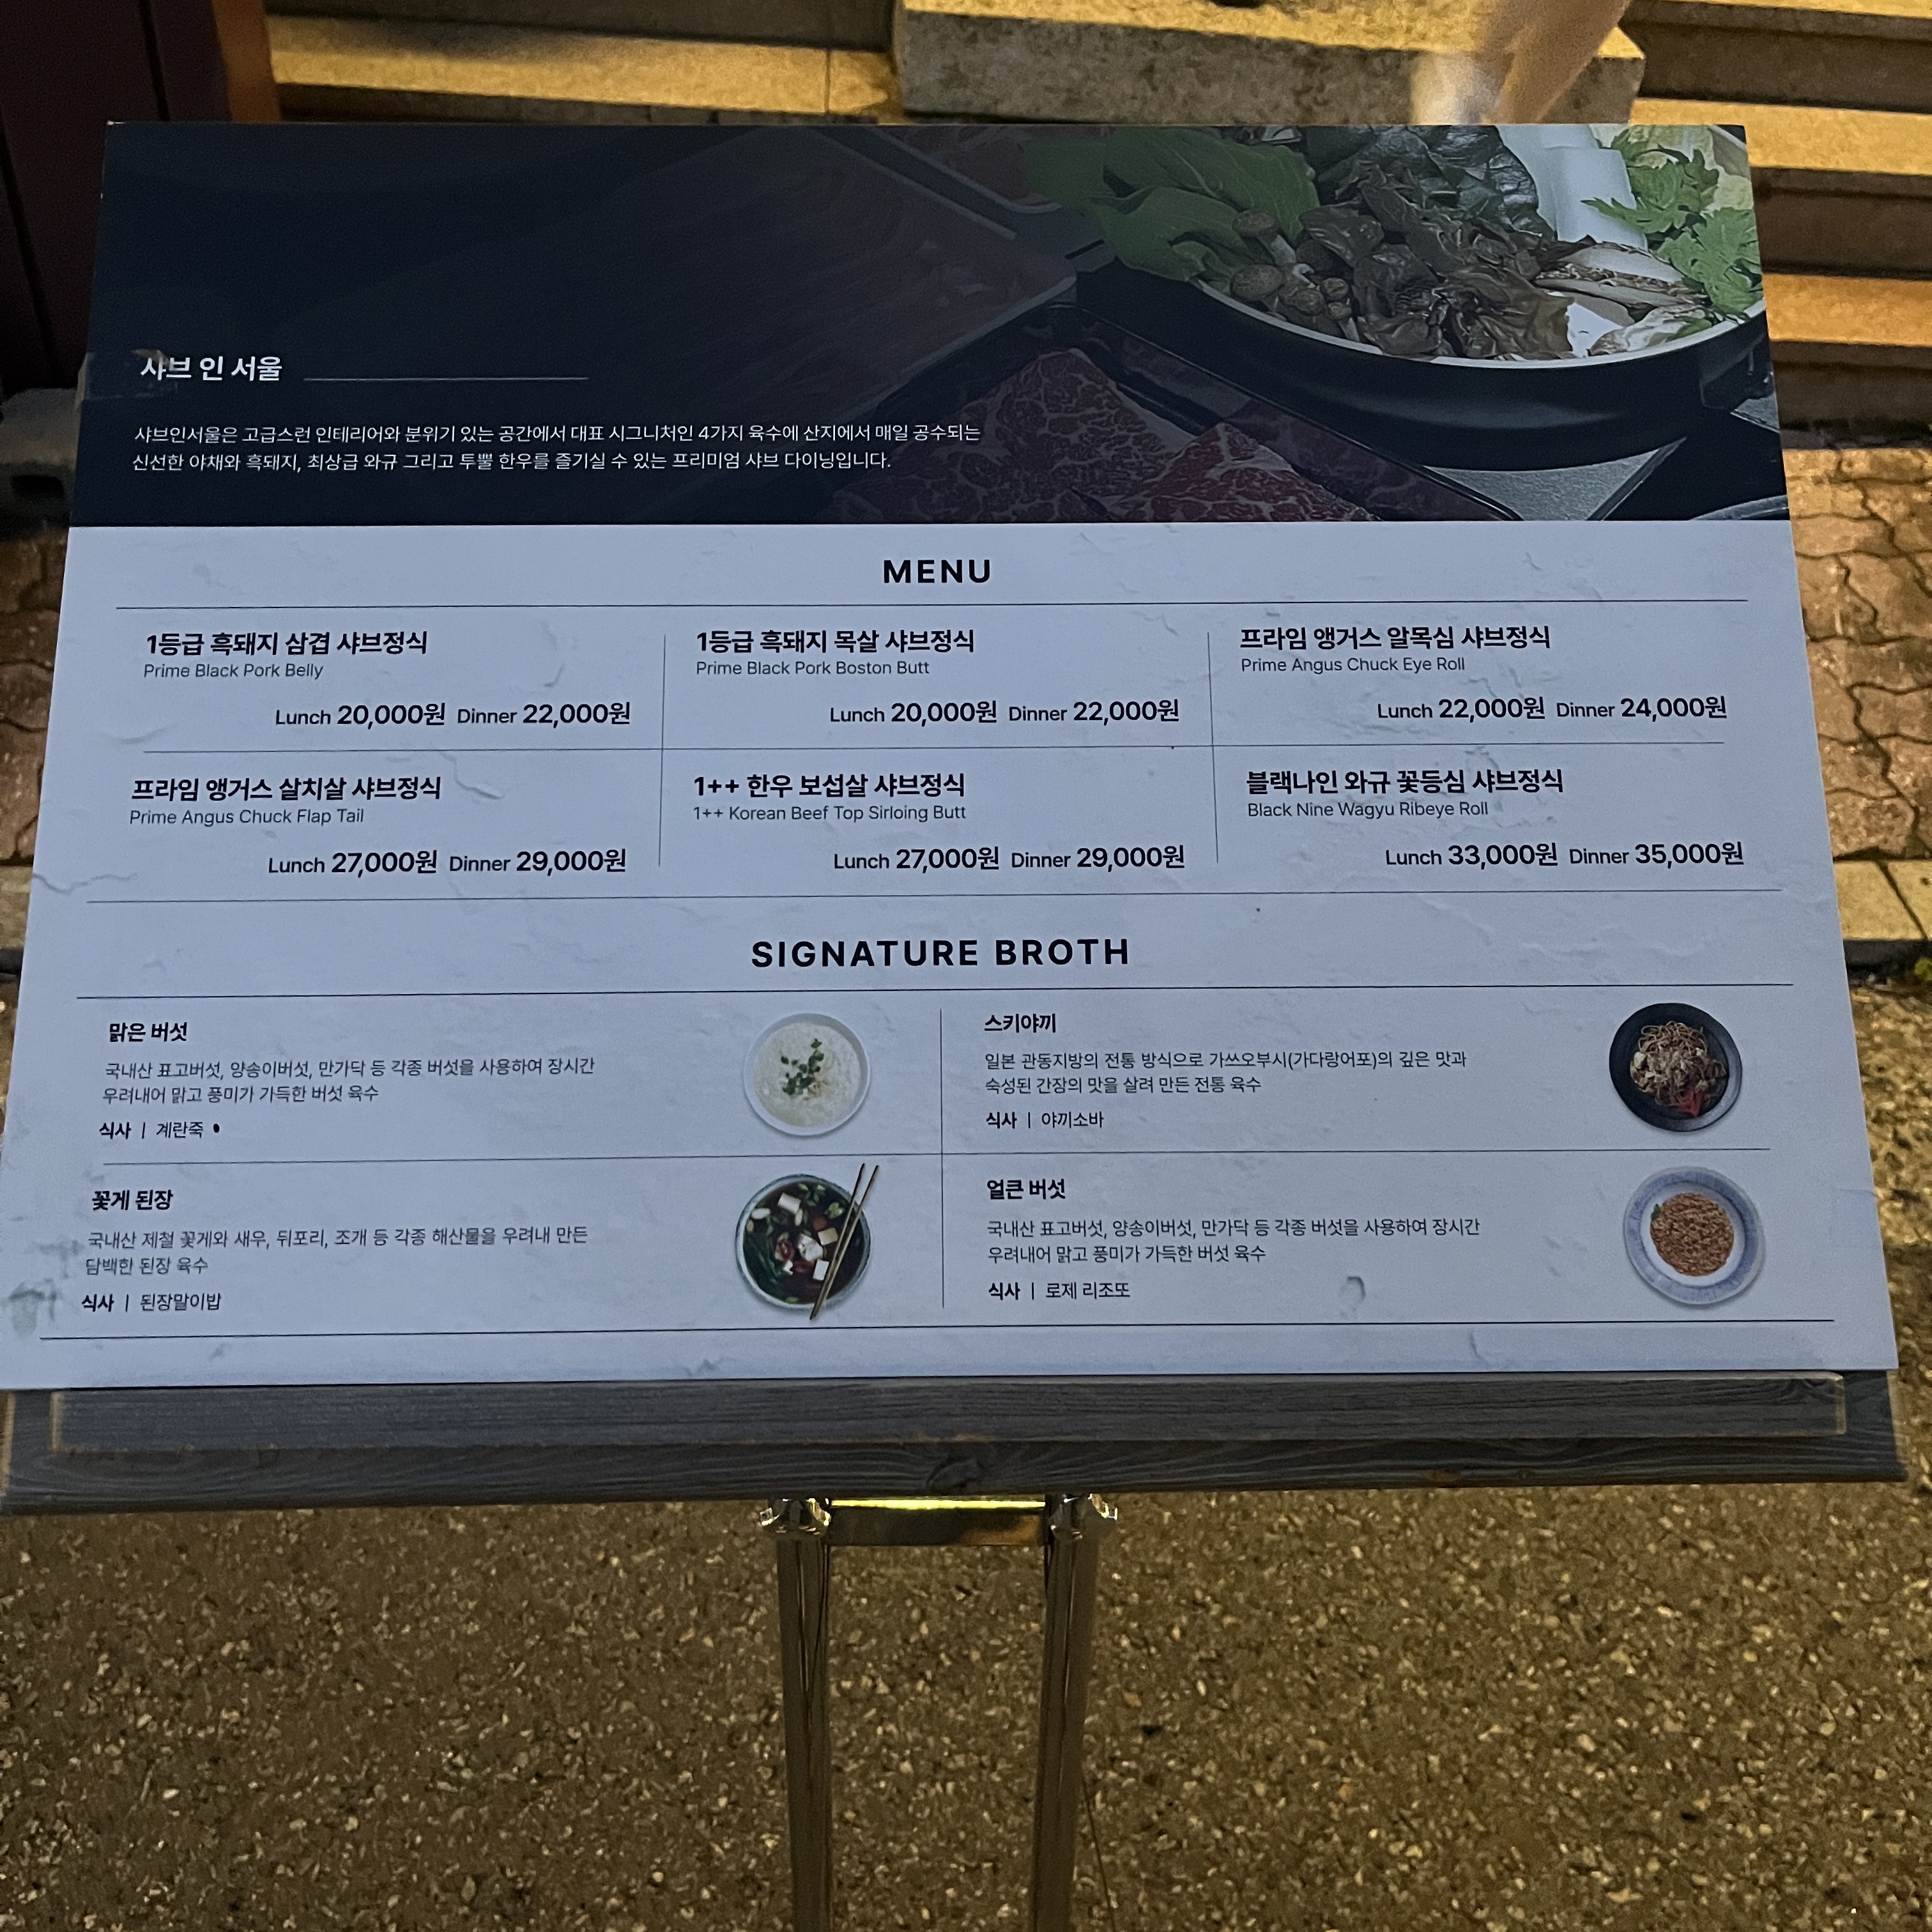 샤브 인 서울
샤브인서울은 고급스런 인테리어와 분위기 있는 공간에서 대표 시그니처인 4가지 육수에 산지에서 매일 공수되는
신선한 야채와 흑돼지, 최상급 와규 그리고 투뿔 한우를 즐기실 수 있는 프리미엄 샤브 다이닝입니다.
MENU
1등급 흑돼지 삼겹 샤브정식
Prime Black Pork Belly
Lunch 20,000원 Dinner 22,000원
1등급 흑돼지 목살 샤브정식
Prime Black Pork Boston Butt
Lunch 20,000원 Dinner 22,000원
프라임 앵거스 알목심 샤브정식
Prime Angus Chuck Eye Roll
Lunch 22,000원 Dinner 24,000원
프라임 앵거스 살치살 샤브정식
Prime Angus Chuck Flap Tail
Lunch 27,000원 Dinner 29,000원
1++ 한우 보섭살 샤브정식
1++ Korean Beef Top Sirloing Butt
Lunch 27,000원 Dinner 29,000원
블랙나인 와규 꽃등심 샤브정식
Black Nine Wagyu Ribeye Roll
Lunch 33,000원 Dinner 35,000원
SIGNATURE BROTH
맑은 버섯
국내산 표고버섯, 양송이버섯, 만가닥 등 각종 버섯을 사용하여 장시간
우려내어 맑고 풍미가 가득한 버섯 육수
식사 | 계란죽
스키야끼
일본 관동지방의 전통 방식으로 가쓰오부시(가다랑어포)의 깊은 맛과
숙성된 간장의 맛을 살려 만든 전통 육수
식사 | 야끼소바
꽃게 된장
국내산 제철 꽃게와 새우, 뒤포리, 조개 등 각종 해산물을 우려내 만든
담백한 된장 육수
식사 | 된장말이밥
얼큰 버섯
국내산 표고버섯, 양송이버섯, 만가닥 등 각종 버섯을 사용하여 장시간
우려내어 맑고 풍미가 가득한 버섯 육수
식사 | 로제 리조또